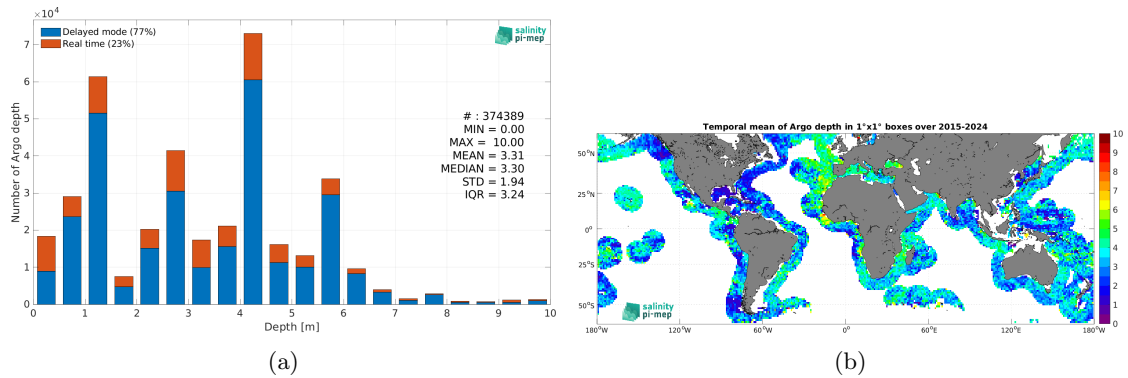 ×10⁴
Delayed mode (77%)
Real time (23%)
salinity
pi-mep
Number of Argo depth
7
6
5
4
3
2
1
0
# : 374389
MIN = 0.00
MAX = 10.00
MEAN = 3.31
MEDIAN = 3.30
STD = 1.94
IQR = 3.24
0 1 2 3 4 5 6 7 8 9 10
Depth [m]
(a)
Temporal mean of Argo depth in 1°x1° boxes over 2015-2024
50°N
25°N
0°
25°S
50°S
salinity
pi-mep
180°W 120°W 60°W 0° 60°E 120°E 180°W
10
9
8
7
6
5
4
3
2
1
0
(b)